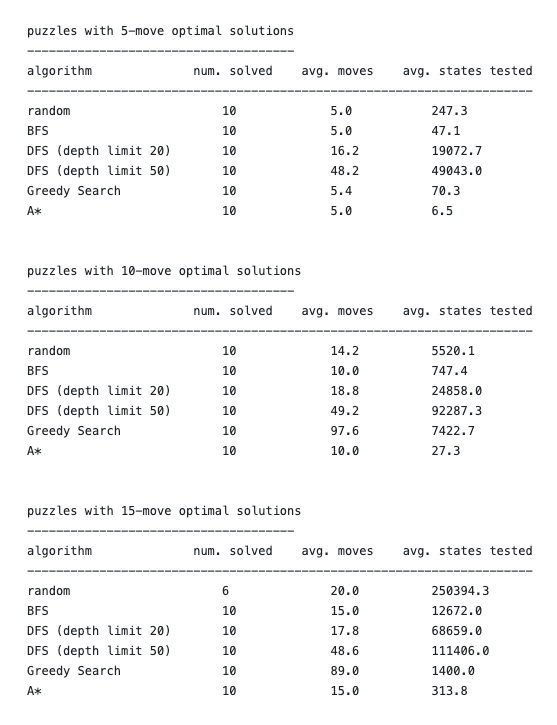 puzzles with 5-move optimal solutions
-------------------------------------
algorithm              num. solved    avg. moves    avg. states tested
----------------------------------------------------------------------
random                     10             5.0           247.3
BFS                        10             5.0           47.1
DFS (depth limit 20)       10             16.2          19072.7
DFS (depth limit 50)       10             48.2          49043.0
Greedy Search              10             5.4           70.3
A*                         10             5.0           6.5
puzzles with 10-move optimal solutions
-------------------------------------
algorithm              num. solved    avg. moves    avg. states tested
----------------------------------------------------------------------
random                     10             14.2          5520.1
BFS                        10             10.0          747.4
DFS (depth limit 20)       10             18.8          24858.0
DFS (depth limit 50)       10             49.2          92287.3
Greedy Search              10             97.6          7422.7
A*                         10             10.0          27.3
puzzles with 15-move optimal solutions
-------------------------------------
algorithm              num. solved    avg. moves    avg. states tested
----------------------------------------------------------------------
random                     6              20.0          250394.3
BFS                        10             15.0          12672.0
DFS (depth limit 20)       10             17.8          68659.0
DFS (depth limit 50)       10             48.6          111406.0
Greedy Search              10             89.0          1400.0
A*                         10             15.0          313.8